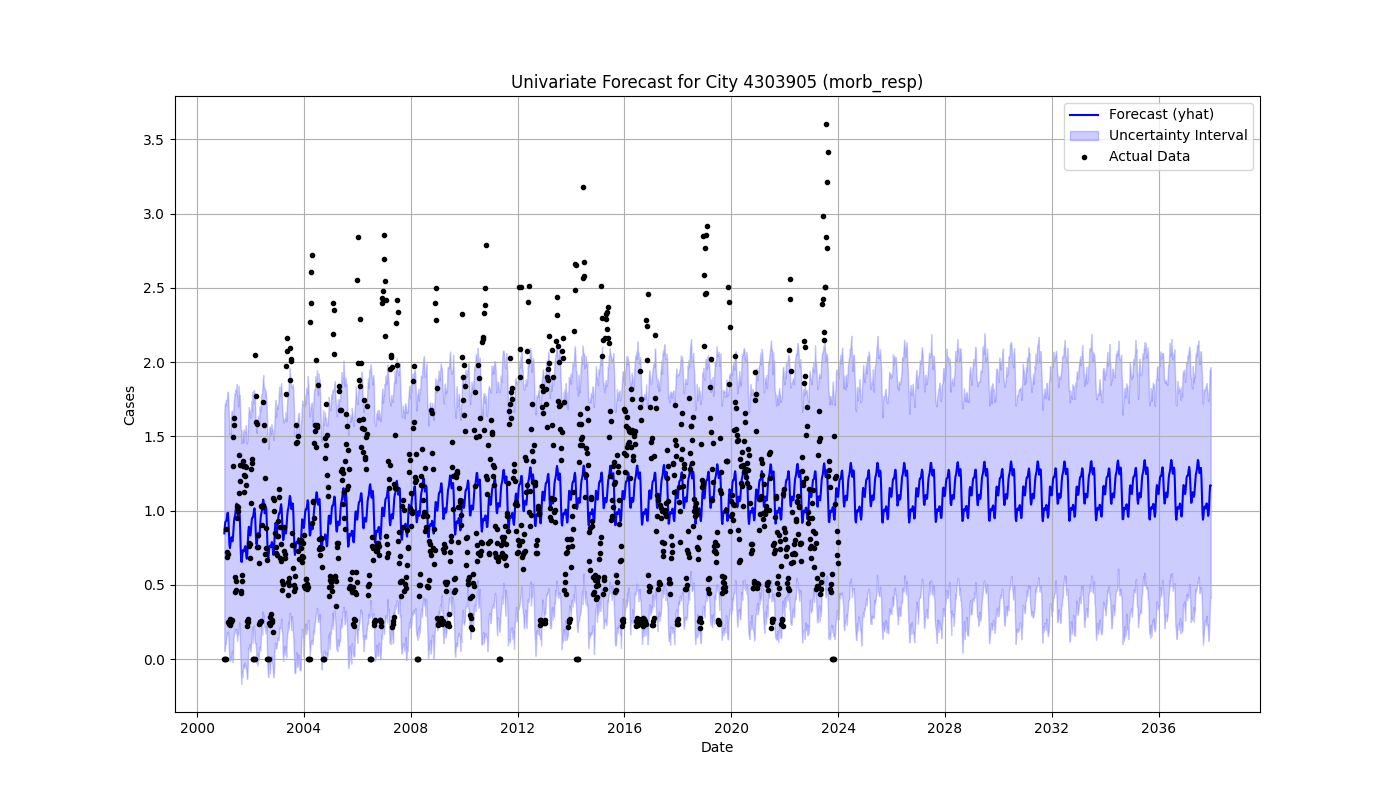 Univariate Forecast for City 4303905 (morb_resp)
Forecast (yhat)
Uncertainty Interval
Actual Data
3.5
3.0
2.5
2.0
1.5
1.0
0.5
0.0
Cases
2000 2004 2008 2012 2016 2020 2024 2028 2032 2036
Date